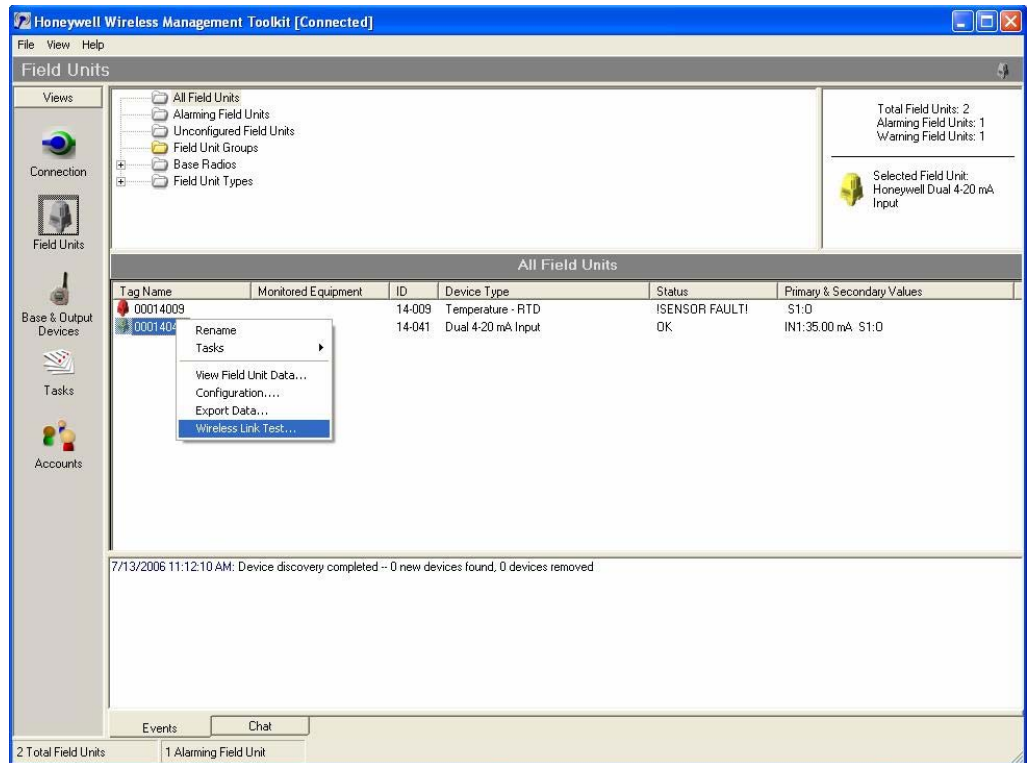 Honeywell Wireless Management Toolkit [Connected]
File View Help
Field Units
Views
Connection
Field Units
Base & Output
Devices
Tasks
Accounts
All Field Units
Alarming Field Units
Unconfigured Field Units
Field Unit Groups
Base Radios
Field Unit Types
Total Field Units: 2
Alarming Field Units: 1
Warning Field Units: 1
Selected Field Unit:
Honeywell Dual 4-20 mA
Input
All Field Units
Tag Name Monitored Equipment ID Device Type Status Primary & Secondary Values
00014009 14-009 Temperature - RTD !SENSOR FAULT! S1:O
0001404 14-041 Dual 4-20 mA Input OK IN1:35.00 mA S1:O
Rename
Tasks
View Field Unit Data...
Configuration....
Export Data...
Wireless Link Test...
7/13/2006 11:12:10 AM: Device discovery completed -- 0 new devices found, 0 devices removed
Events Chat
2 Total Field Units 1 Alarming Field Unit